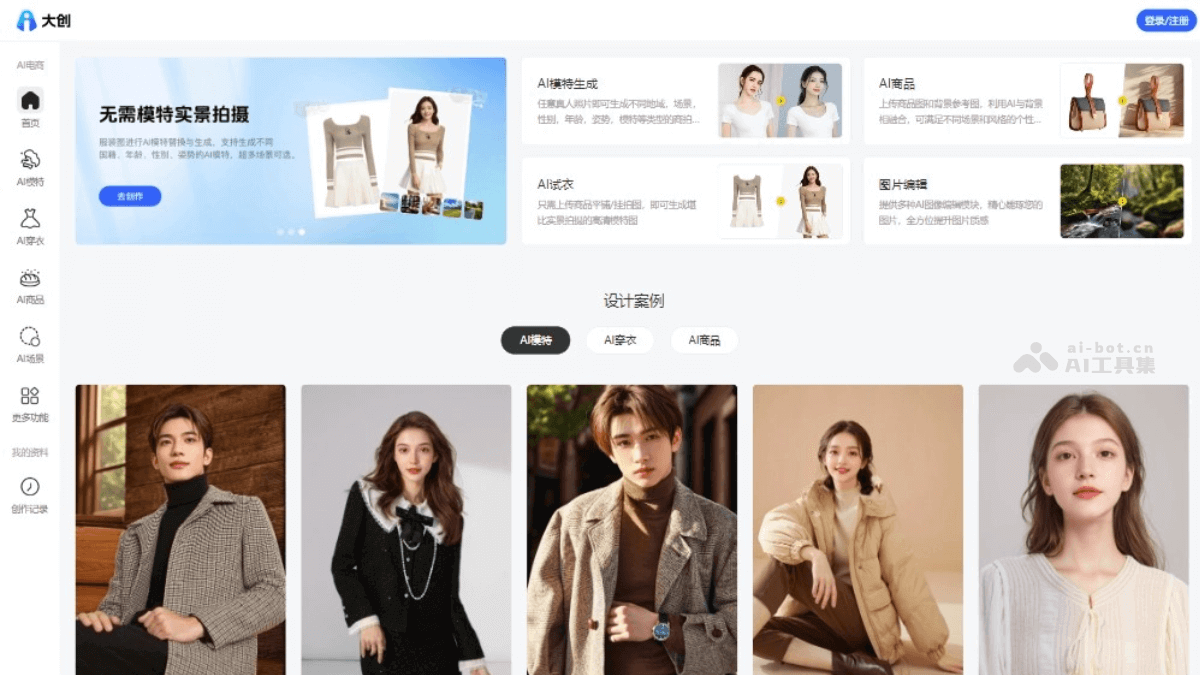 大创
登录/注册
AI电商
首页
AI模特
AI穿衣
AI商品
AI场景
更多功能
我的资料
创作记录
无需模特实景拍摄
服装图进行AI模特替换与生成。支持生成不同
国籍、年龄、性别、姿势的AI模特，超多场景可选。
去创作
AI模特生成
任意真人照片即可生成不同地域、场景，
性别、年龄、姿势、模特等类型的商拍...
AI商品
上传商品图和背景参考图，利用AI与背景
相融合，可满足不同场景和风格的个性...
AI试衣
只需上传商品平铺/挂拍图，即可生成堪
比实景拍摄的高清模特图
图片编辑
提供多种AI图像编辑模块，精心雕琢您的
图片，全方位提升图片质感
设计案例
AI模特
AI穿衣
AI商品
ai-bot.cn
AI工具集